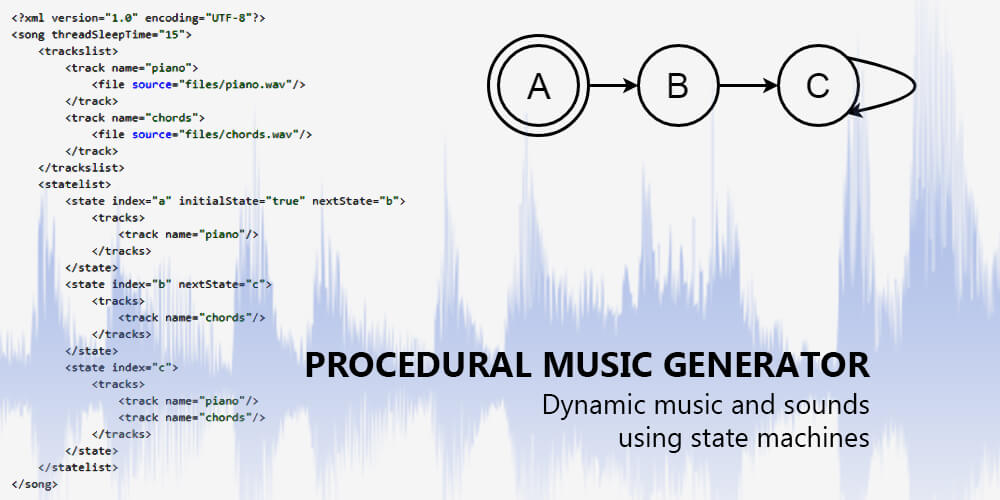 <?xml version="1.0" encoding="UTF-8"?>
<song threadSleepTime="15">
    <trackslist>
        <track name="piano">
            <file source="files/piano.wav"/>
        </track>
        <track name="chords">
            <file source="files/chords.wav"/>
        </track>
    </trackslist>
    <statelist>
        <state index="a" initialState="true" nextState="b">
            <tracks>
                <track name="piano"/>
            </tracks>
        </state>
        <state index="b" nextState="c">
            <tracks>
                <track name="chords"/>
            </tracks>
        </state>
        <state index="c">
            <tracks>
                <track name="piano"/>
                <track name="chords"/>
            </tracks>
        </state>
    </statelist>
</song>
A B C
PROCEDURAL MUSIC GENERATOR
Dynamic music and sounds
using state machines